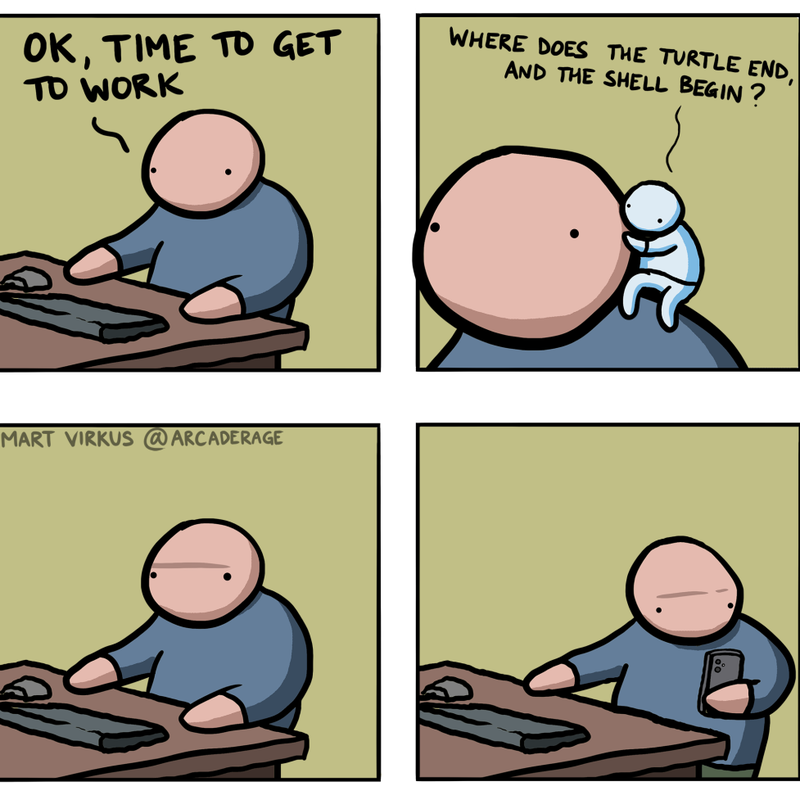 OK, TIME TO GET
TO WORK
WHERE DOES THE TURTLE END,
AND THE SHELL BEGIN?
MART VIRKUS @ARCADERAGE